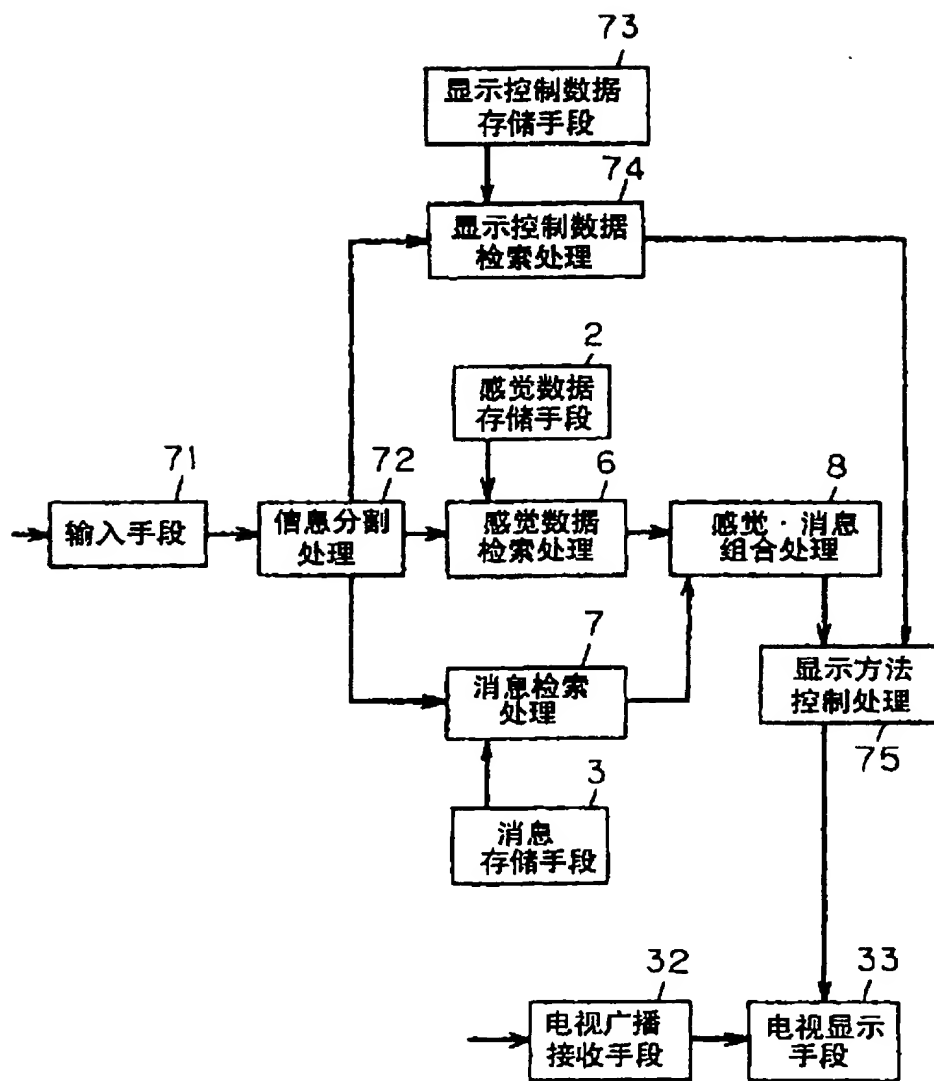 73
显示控制数据
存储手段
74
显示控制数据
检索处理
2
感觉数据
存储手段
71
输入手段
72
信息分割
处理
6
感觉数据
检索处理
8
感觉·消息
组合处理
7
消息检索
处理
显示方法
控制处理
75
3
消息
存储手段
32
电视广播
接收手段
33
电视显示
手段